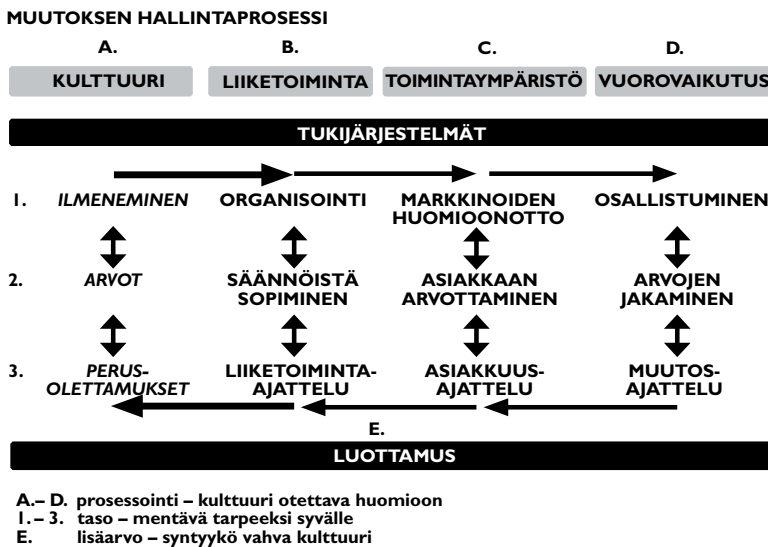 MUUTOKSEN HALLINTAPROSESSI
A. B. C. D.
KULTTUURI LIIKETOIMINTA TOIMINTAYMPÄRISTÖ VUOROVAIKUTUS
TUKIJÄRJESTELMÄT
1. ILMENEMINEN ORGANISOINTI MARKKINOIDEN OSALLISTUMINEN
HUOMIOONOTTO
2. ARVOT SÄÄNNÖISTÄ ASIAKKAAN ARVOJEN
SOPIMINEN ARVOTTAMINEN JAKAMINEN
3. PERUS- LIIKETOIMINTA- ASIAKKUUS- MUUTOS-
OLETTAMUKSET AJATTELU AJATTELU AJATTELU
E.
LUOTTAMUS
A.– D. prosessointi – kulttuuri otettava huomioon
1. – 3. taso – mentävä tarpeeksi syvälle
E. lisäarvo – syntyykö vahva kulttuuri